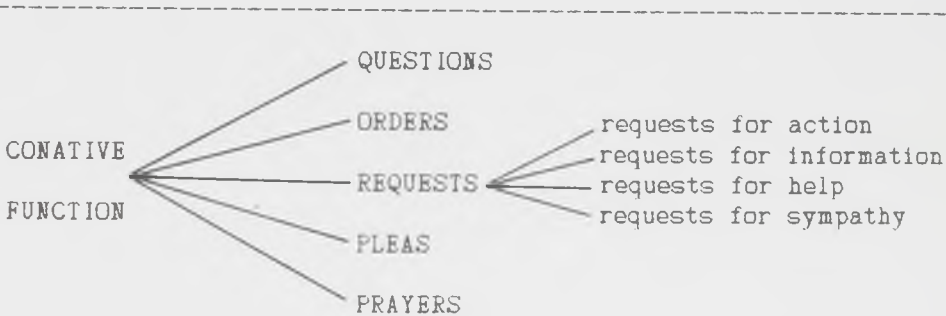 QUESTIONS
ORDERS
requests for action
CONATIVE
requests for information
REQUESTS
requests for help
FUNCTION
requests for sympathy
PLEAS
PRAYERS